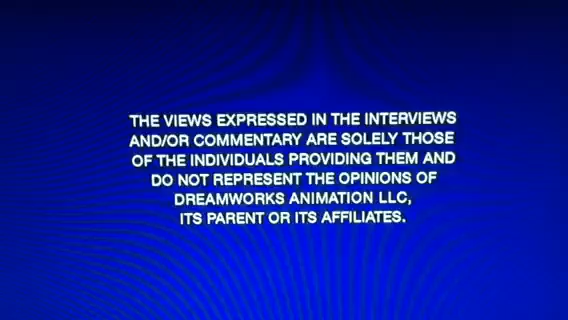 THE VIEWS EXPRESSED IN THE INTERVIEWS
AND/OR COMMENTARY ARE SOLELY THOSE
OF THE INDIVIDUALS PROVIDING THEM AND
DO NOT REPRESENT THE OPINIONS OF
DREAMWORKS ANIMATION LLC,
ITS PARENT OR ITS AFFILIATES.